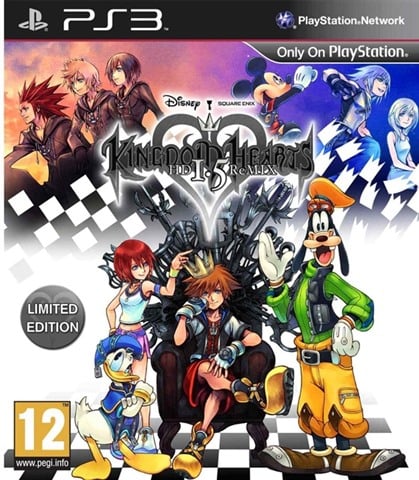 PS3
PlayStation®Network
Only On PlayStation®
Disney
SQUARE ENIX
KINGDOM HEARTS
HD 1.5 ReMIX
LIMITED
EDITION
12
www.pegi.info